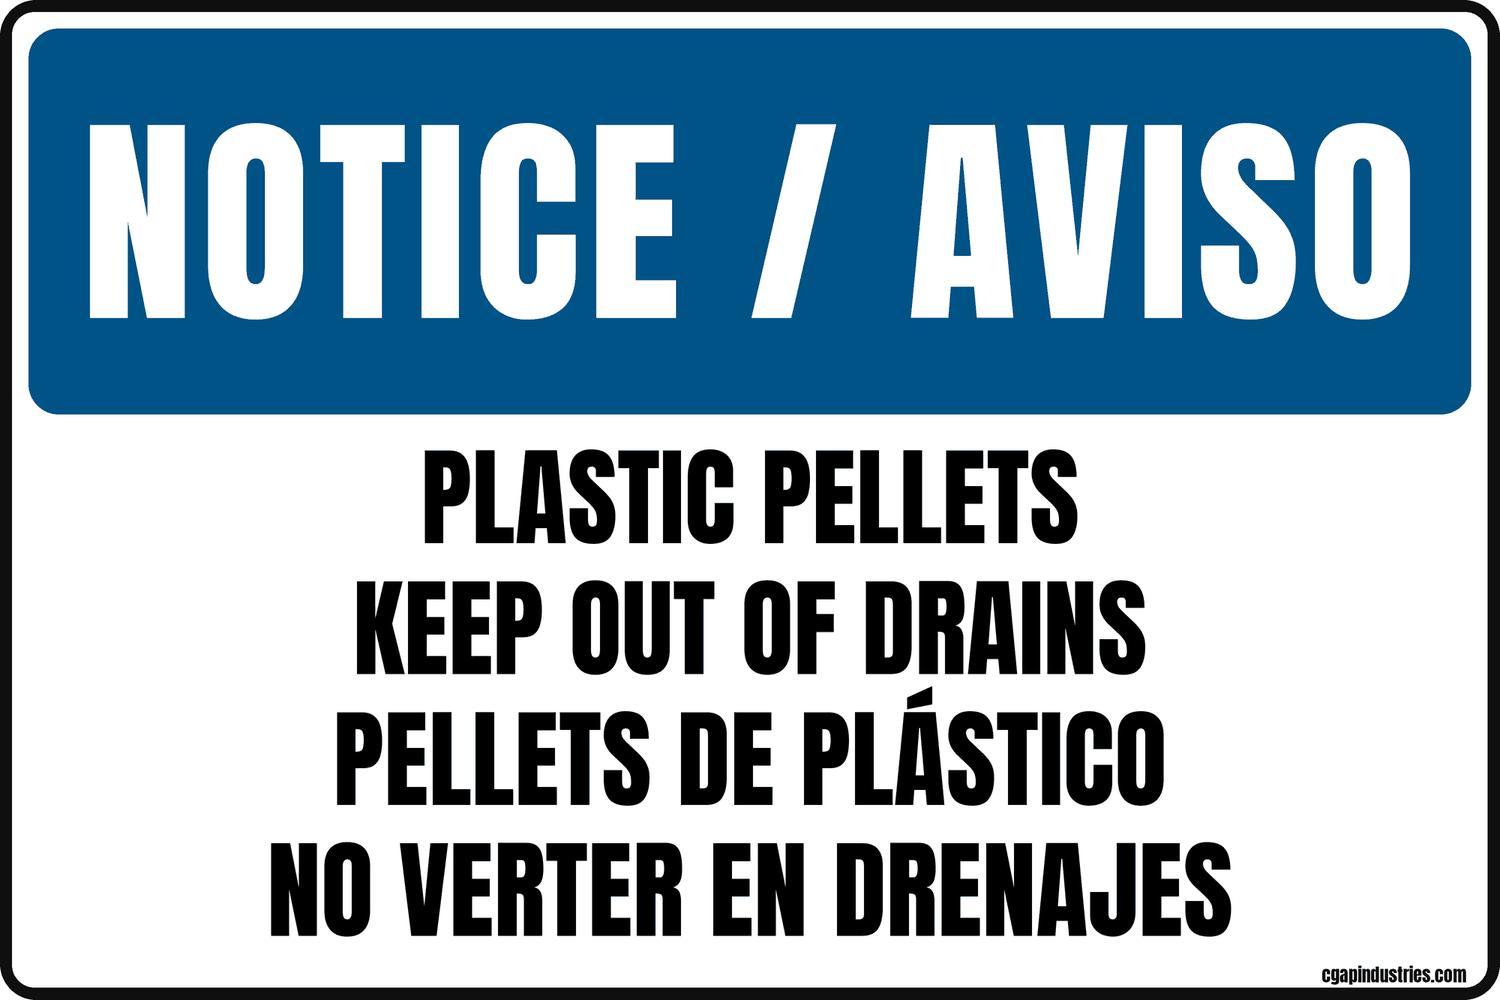 NOTICE / AVISO
PLASTIC PELLETS
KEEP OUT OF DRAINS
PELLETS DE PLÁSTICO
NO VERTER EN DRENAJES
cgapindustries.com